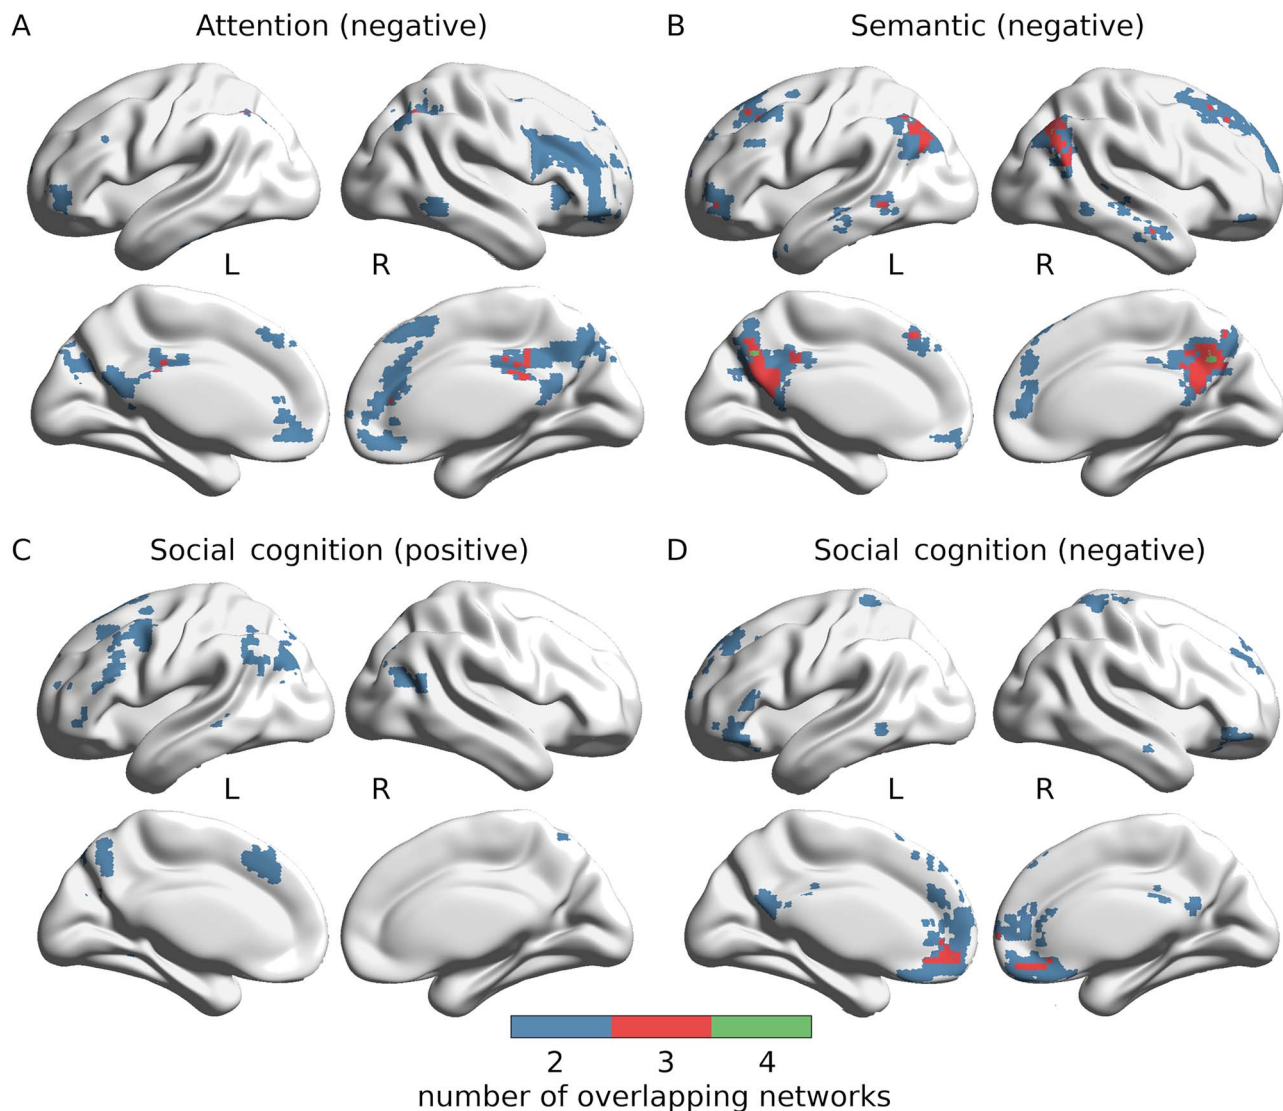 A Attention (negative)
B Semantic (negative)
L R
L R
C Social cognition (positive)
D Social cognition (negative)
L R
L R
2 3 4
number of overlapping networks